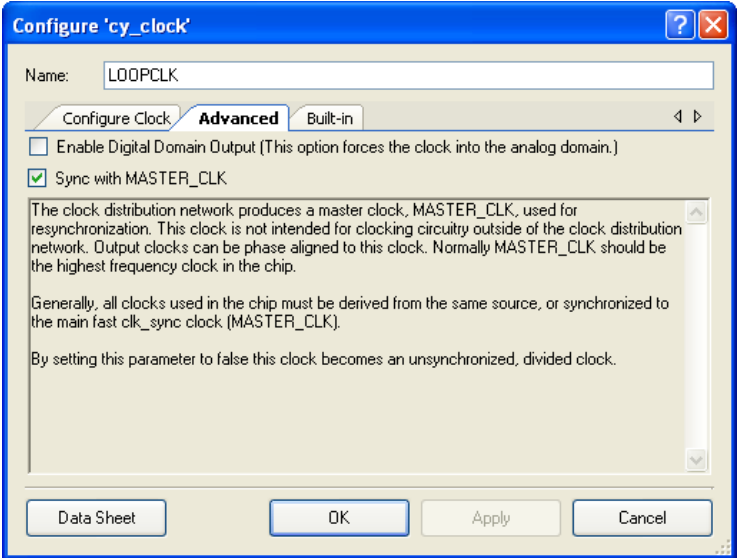 Configure 'cy_clock'
Name: LOOPCLK
Configure Clock Advanced Built-in
Enable Digital Domain Output (This option forces the clock into the analog domain.)
Sync with MASTER_CLK
The clock distribution network produces a master clock, MASTER_CLK, used for
resynchronization. This clock is not intended for clocking circuitry outside of the clock distribution
network. Output clocks can be phase aligned to this clock. Normally MASTER_CLK should be
the highest frequency clock in the chip.
Generally, all clocks used in the chip must be derived from the same source, or synchronized to
the main fast clk_sync clock (MASTER_CLK).
By setting this parameter to false this clock becomes an unsynchronized, divided clock.
Data Sheet OK Apply Cancel